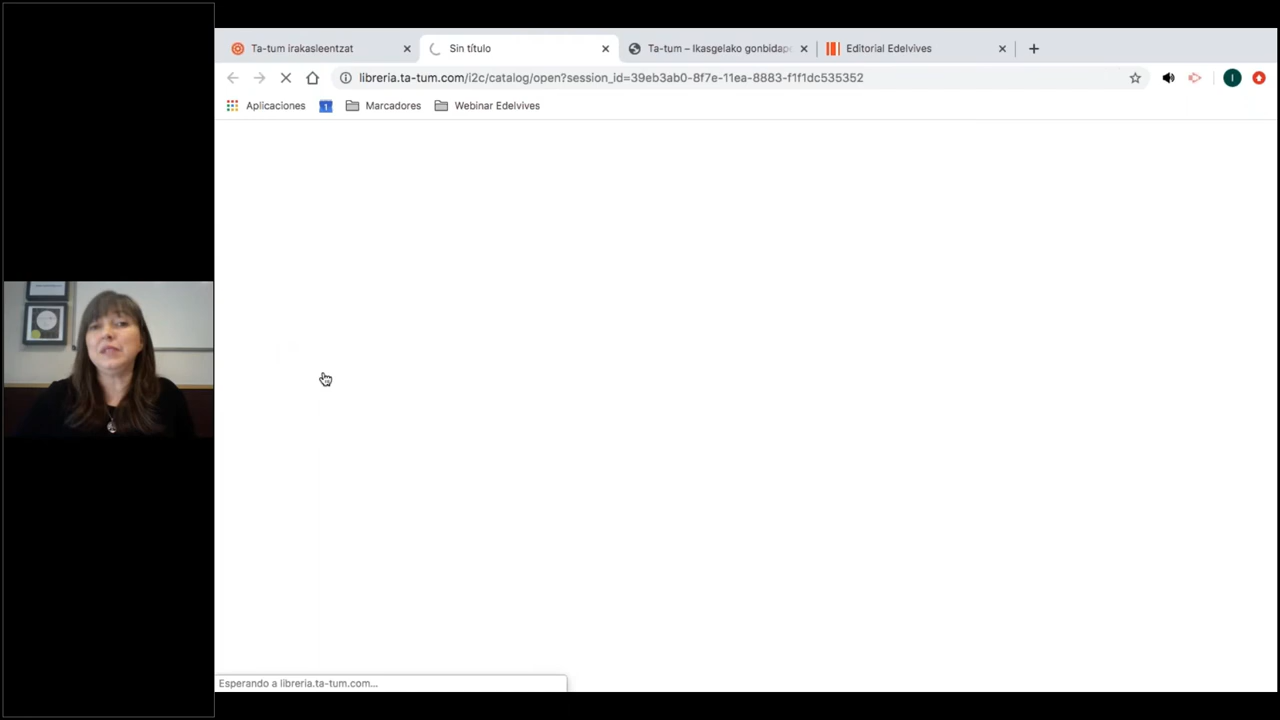 Ta-tum irakasleentzat
Sin título
Ta-tum – Ikasgelako gonbidap
Editorial Edelvives
libreria.ta-tum.com/i2c/catalog/open?session_id=39eb3ab0-8f7e-11ea-8883-f1f1dc535352
I
Aplicaciones
1
Marcadores
Webinar Edelvives
Esperando a libreria.ta-tum.com...